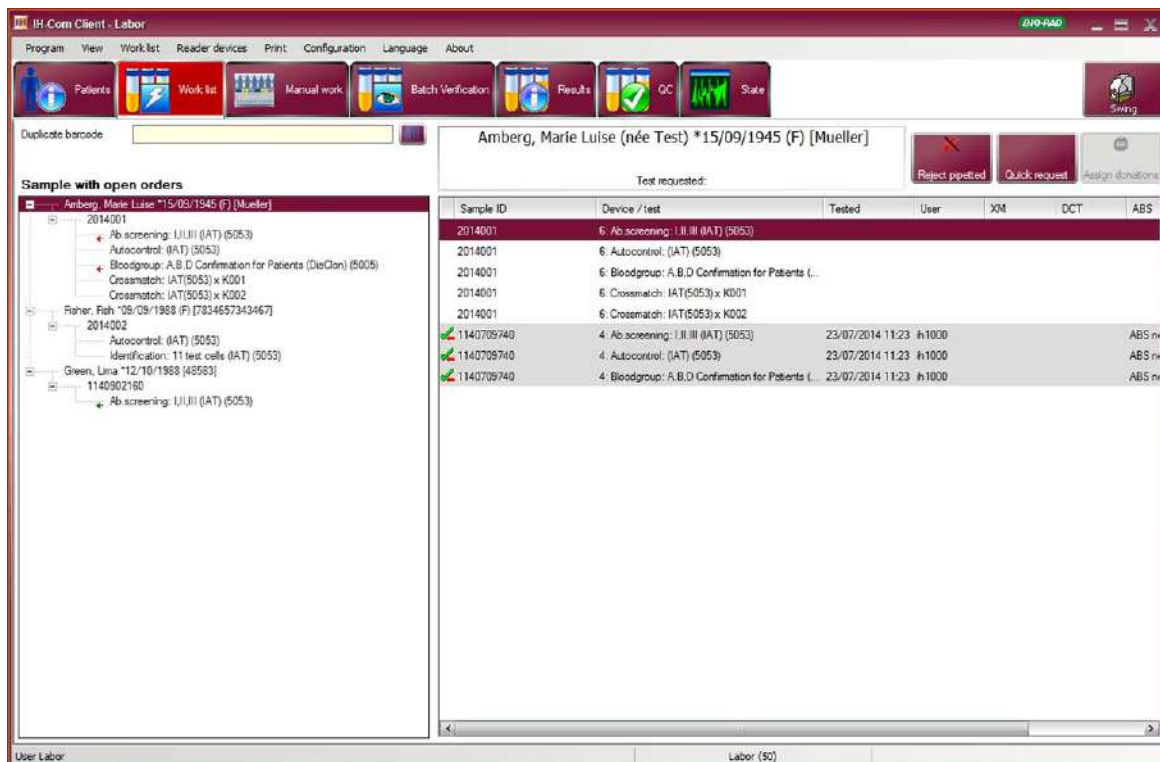 IH-Com Client - Labor
BIO-RAD
Program View Work list Reader devices Print Configuration Language About
Patients Work list Manual work Batch Verification Results QC State Swing
Duplicate barcode
Amberg, Marie Luise (née Test) *15/09/1945 (F) [Mueller]
Test requested:
Reject pipetted Quick request Assign donations
Sample with open orders
Amberg, Marie Luise *15/09/1945 (F) [Mueller]
2014001
Ab.screening: I,II,III (IAT) (5053)
Autocontrol: (IAT) (5053)
Bloodgroup: A,B,D Confirmation for Patients (DiaClon) (5005)
Crossmatch: IAT(5053) x K001
Crossmatch: IAT(5053) x K002
Fisher, Fish *09/09/1988 (F) [7834657343467]
2014002
Autocontrol: (IAT) (5053)
Identification: 11 test cells (IAT) (5053)
Green, Lima *12/10/1988 [48583]
1140902160
Ab.screening: I,II,III (IAT) (5053)
Sample ID Device / test Tested User XM DCT ABS
2014001 6: Ab.screening: I,II,III (IAT) (5053)
2014001 6: Autocontrol: (IAT) (5053)
2014001 6: Bloodgroup: A,B,D Confirmation for Patients (...
2014001 6: Crossmatch: IAT(5053) x K001
2014001 6: Crossmatch: IAT(5053) x K002
1140709740 4: Ab.screening: I,II,III (IAT) (5053) 23/07/2014 11:23 ih1000 ABS ne
1140709740 4: Autocontrol: (IAT) (5053) 23/07/2014 11:23 ih1000 ABS ne
1140709740 4: Bloodgroup: A,B,D Confirmation for Patients (... 23/07/2014 11:23 ih1000 ABS ne
User Labor
Labor (50)